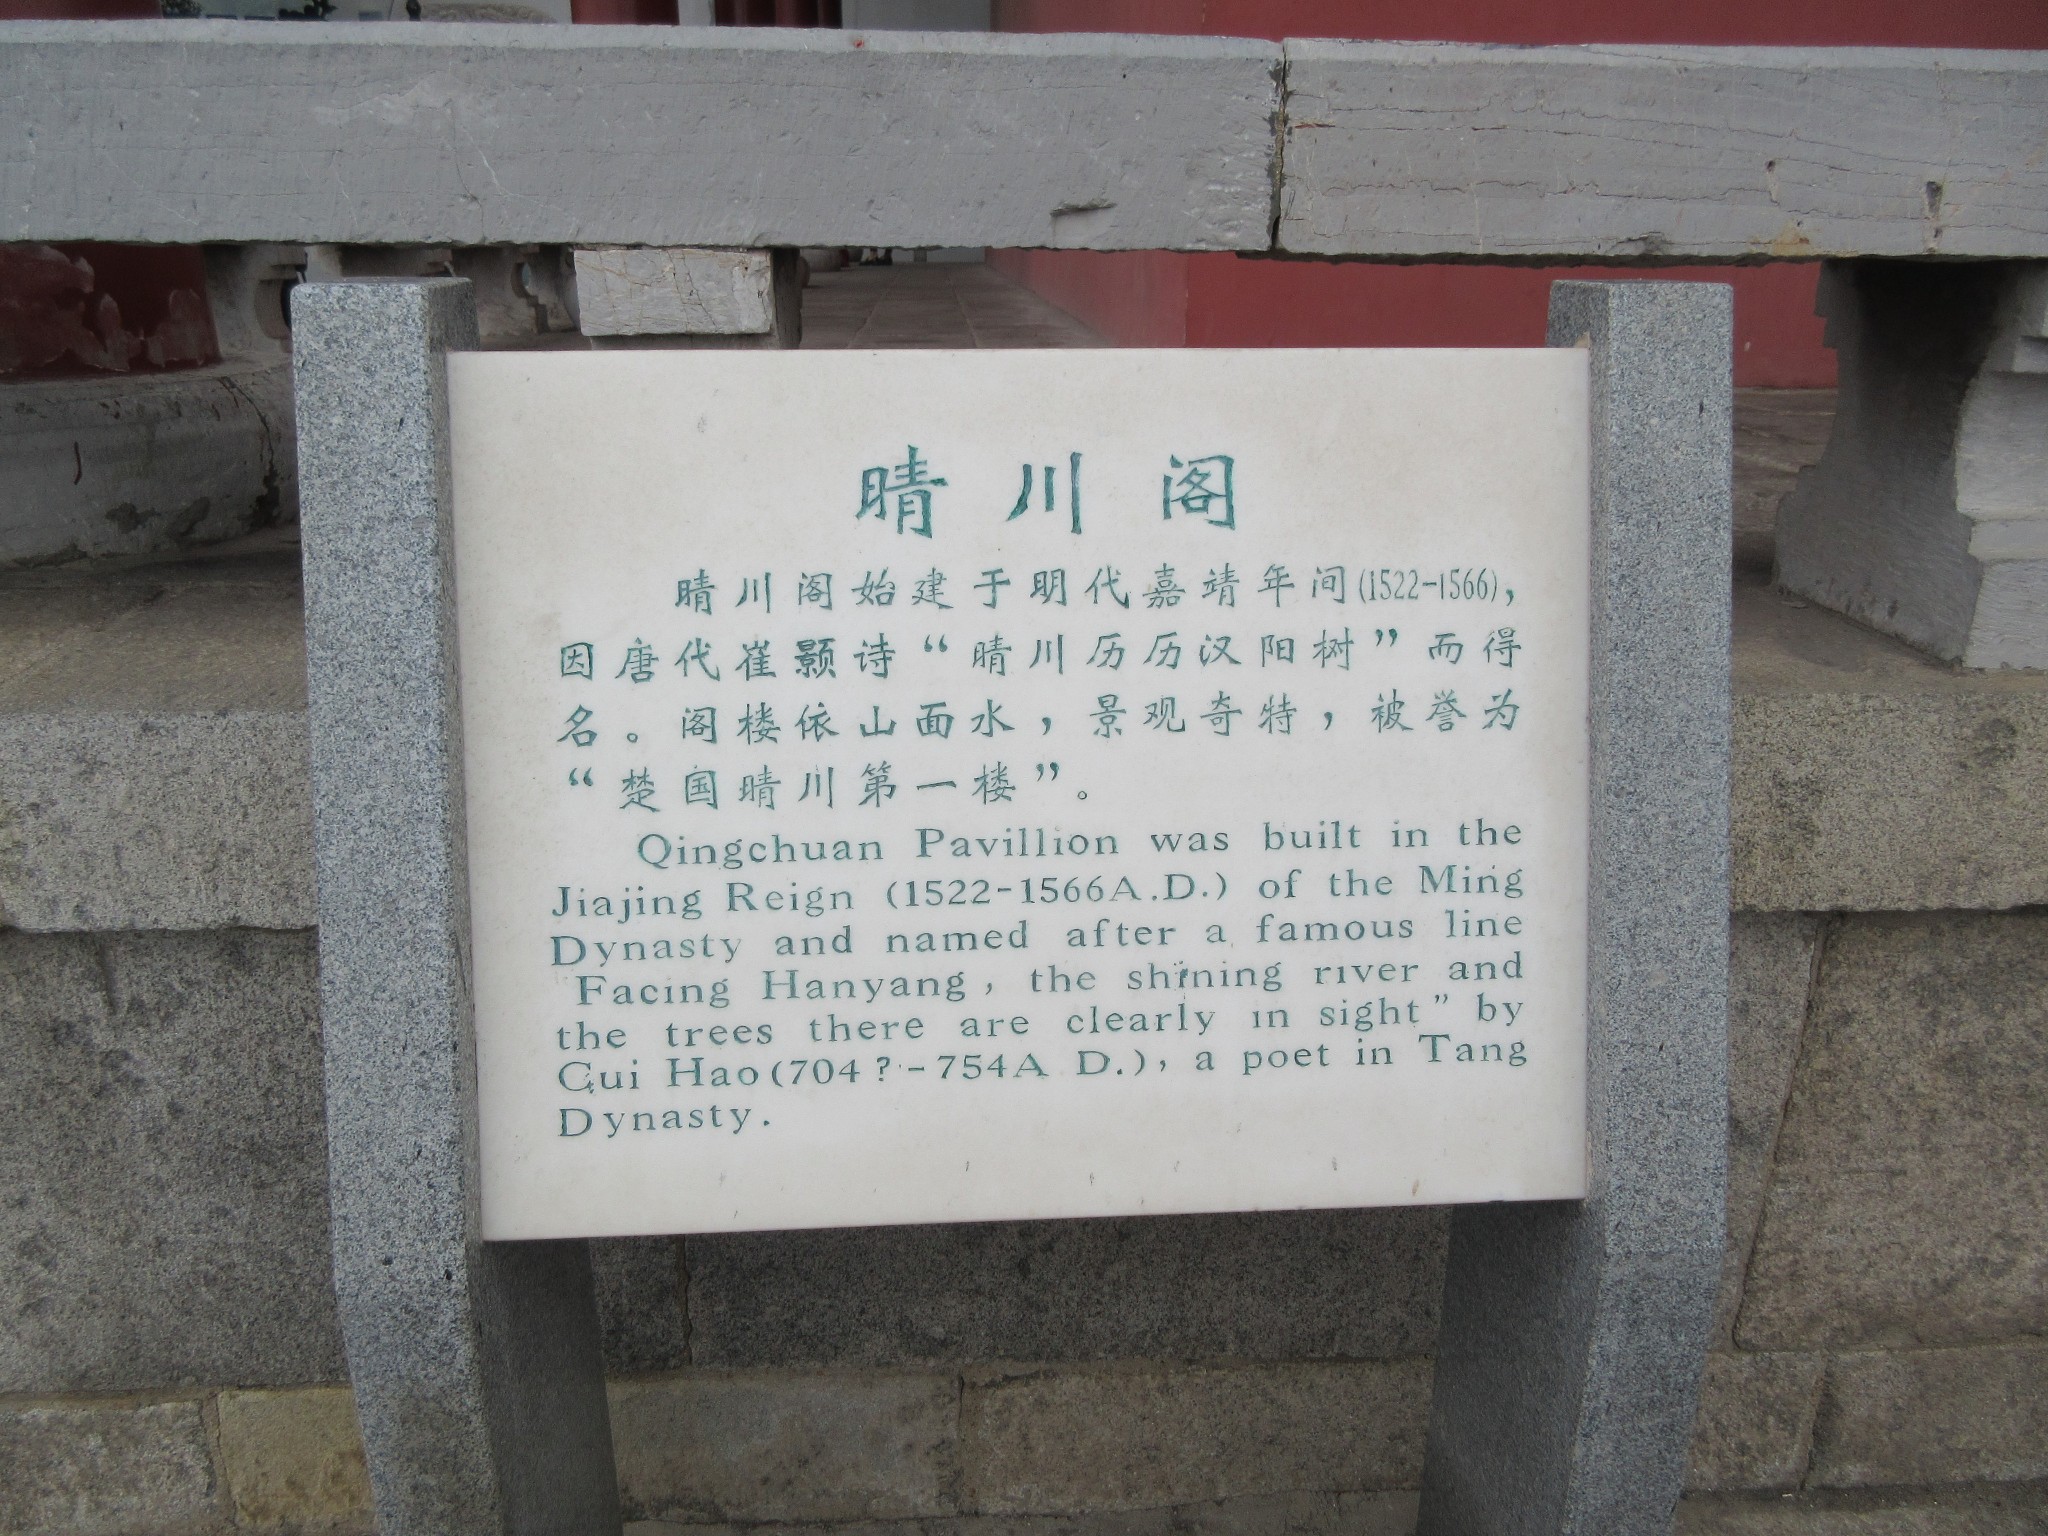 晴川阁
晴川阁始建于明代嘉靖年间(1522-1566),
因唐代崔颢诗“晴川历历汉阳树”而得
名。阁楼依山面水,景观奇特,被誉为
“楚国晴川第一楼”。
Qingchuan Pavillion was built in the
Jiajing Reign (1522-1566A.D.) of the Ming
Dynasty and named after a famous line
Facing Hanyang, the shining river and
the trees there are clearly in sight" by
Cui Hao(704?-754A D.), a poet in Tang
Dynasty.